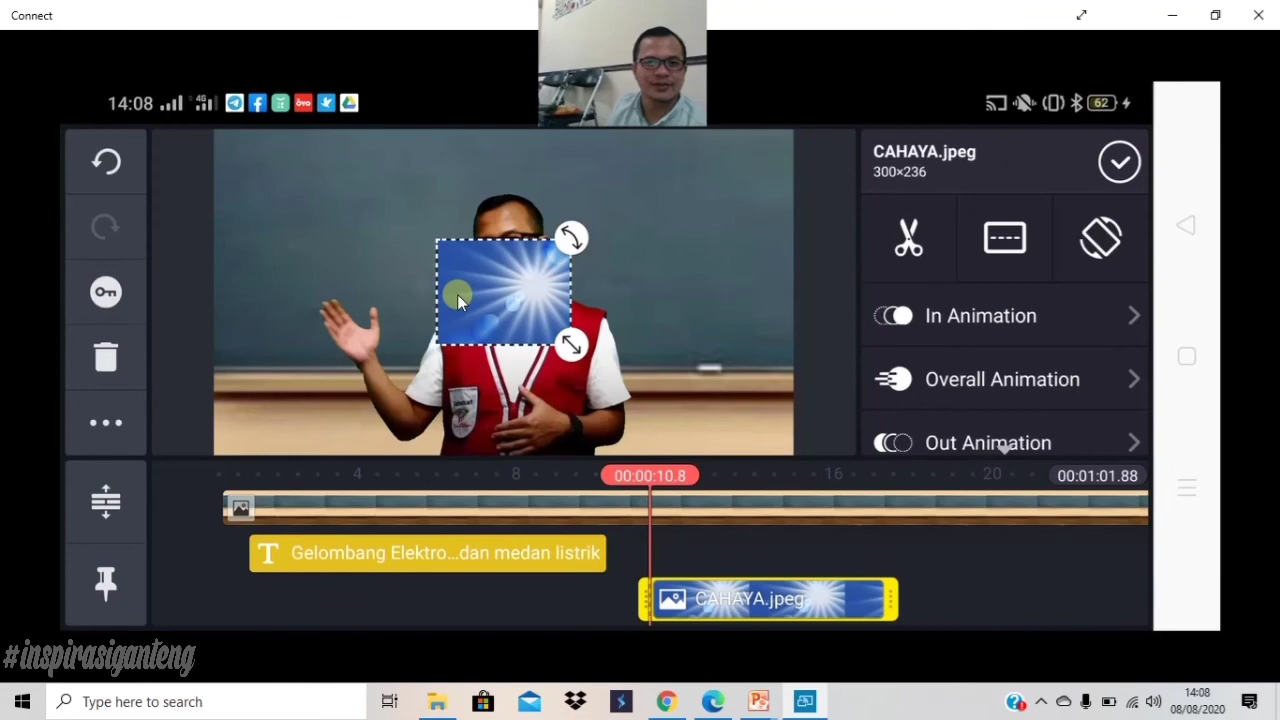 Connect
14:08
4G
OVO
62
CAHAYA.jpeg
300×236
In Animation
Overall Animation
Out Animation
4
8
00:00:10.8
16
20
00:01:01.88
Gelombang Elektro...dan medan listrik
CAHAYA.jpeg
#inspirasiganteng
Type here to search
14:08
08/08/2020